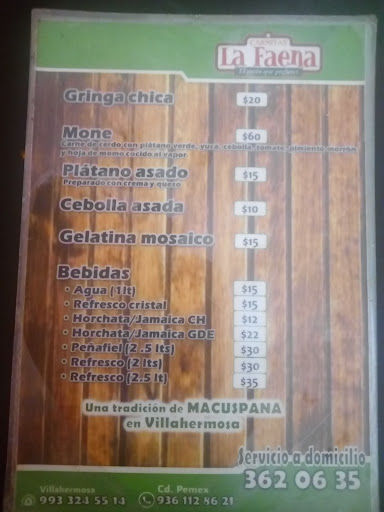 CARNITAS
La Faena
Gringa chica $20
Mone $60
Carne de cerdo con plátano verde, yuca, cebolla, tomate, pimiento morrón
y hoja de momo cocido al vapor
Plátano asado $15
Preparado con crema y queso
Cebolla asada $10
Gelatina mosaico $15
Bebidas
• Agua (1lt) $15
• Refresco cristal $15
• Horchata/Jamaica CH $12
• Horchata/Jamaica GDE $22
• Peñafiel (2 .5 lts) $30
• Refresco (2 lts) $30
• Refresco (2.5 lt) $35
Una tradición de MACUSPANA
en Villahermosa
Servicio a domicilio
362 06 35
Villahermosa
993 324 55 14
Cd. Pemex
936 112 86 21